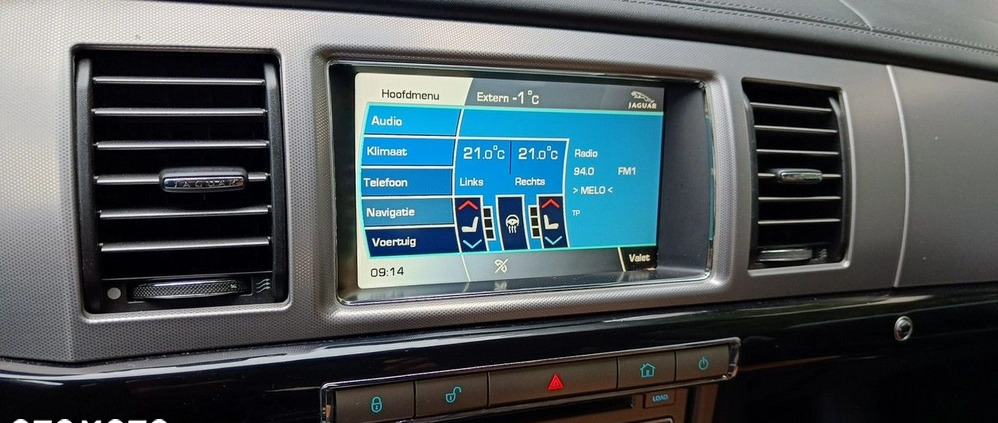 Hoofdmenu
Extern -1°C
JAGUAR
Audio
Klimaat
21.0°C 21.0°C
Radio
94.0 FM1
Telefoon
Links Rechts
> MELO <
Navigatie
TP
Voertuig
09:14
Valet
JAGUAR
LOAD
OTOMOTO